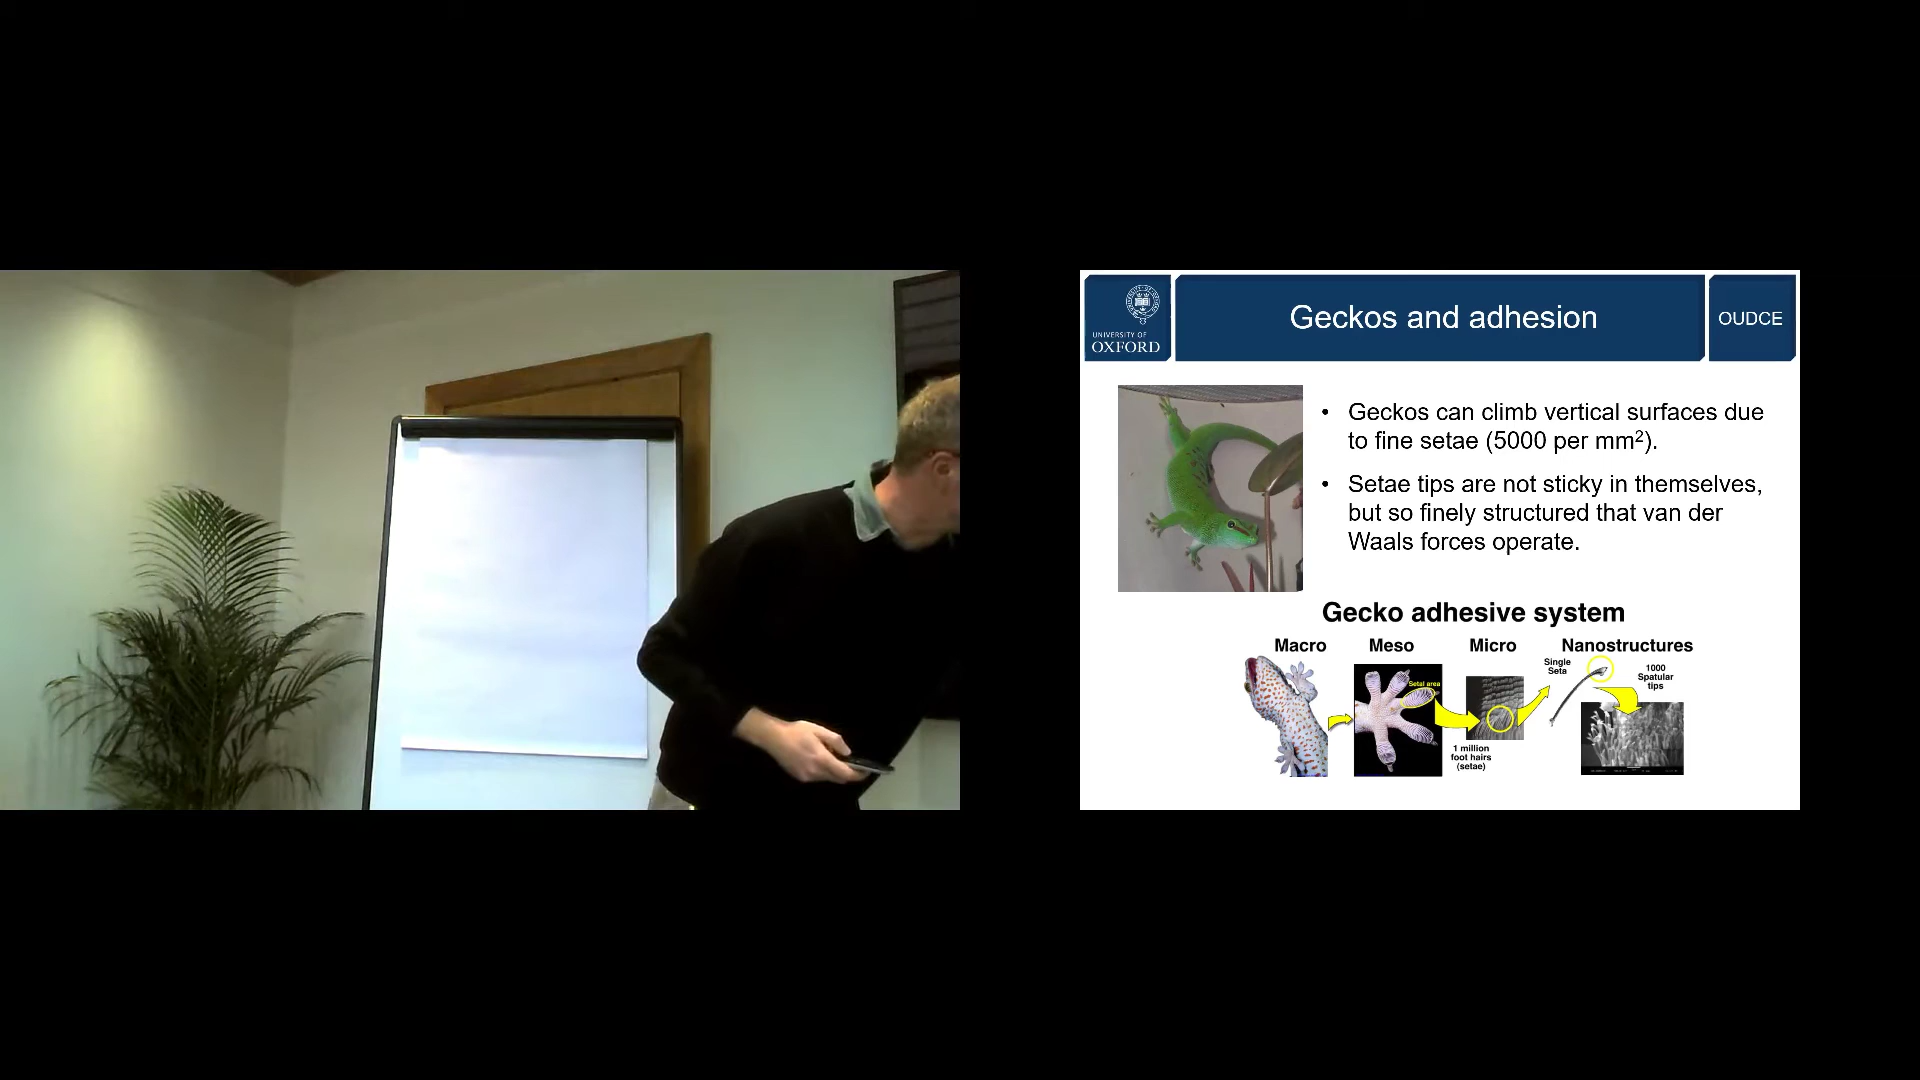 UNIVERSITY OF
OXFORD
Geckos and adhesion
OUDCE
• Geckos can climb vertical surfaces due
to fine setae (5000 per mm²).
• Setae tips are not sticky in themselves,
but so finely structured that van der
Waals forces operate.
Gecko adhesive system
Macro
Meso
Micro
Nanostructures
Setal area
1 million
foot hairs
(setae)
Single
Seta
1000
Spatular
tips